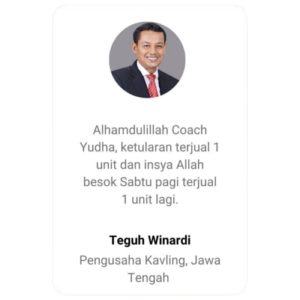 Alhamdulillah Coach
Yudha, ketularan terjual 1
unit dan insya Allah
besok Sabtu pagi terjual
1 unit lagi.
Teguh Winardi
Pengusaha Kavling, Jawa
Tengah